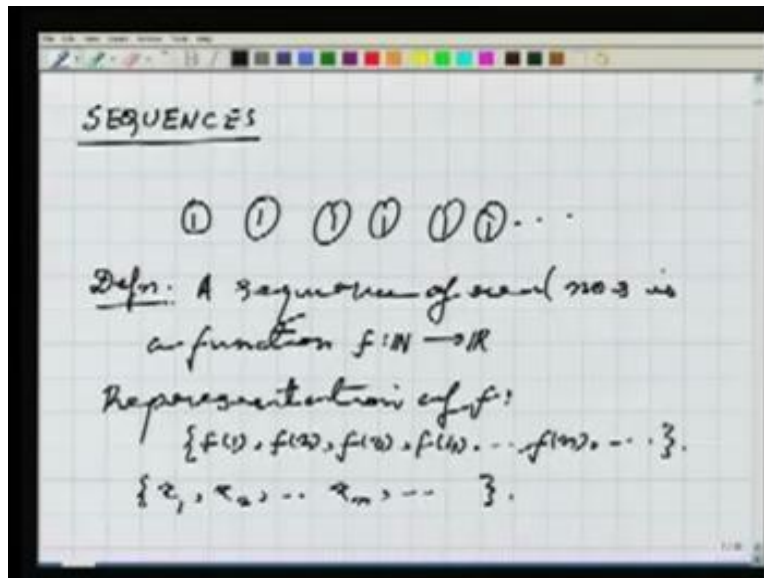 SEQUENCES
① ① ① ① ① ① ...
Defn. A sequence of real nos is
a function f: ℕ → ℝ
Representation of f:
{f(1), f(2), f(3), f(4), ... f(n), ...}.
{x₁, x₂, .. xₙ, ... }.